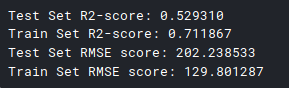 Test Set R2-score: 0.529310
Train Set R2-score: 0.711867
Test Set RMSE score: 202.238533
Train Set RMSE score: 129.801287